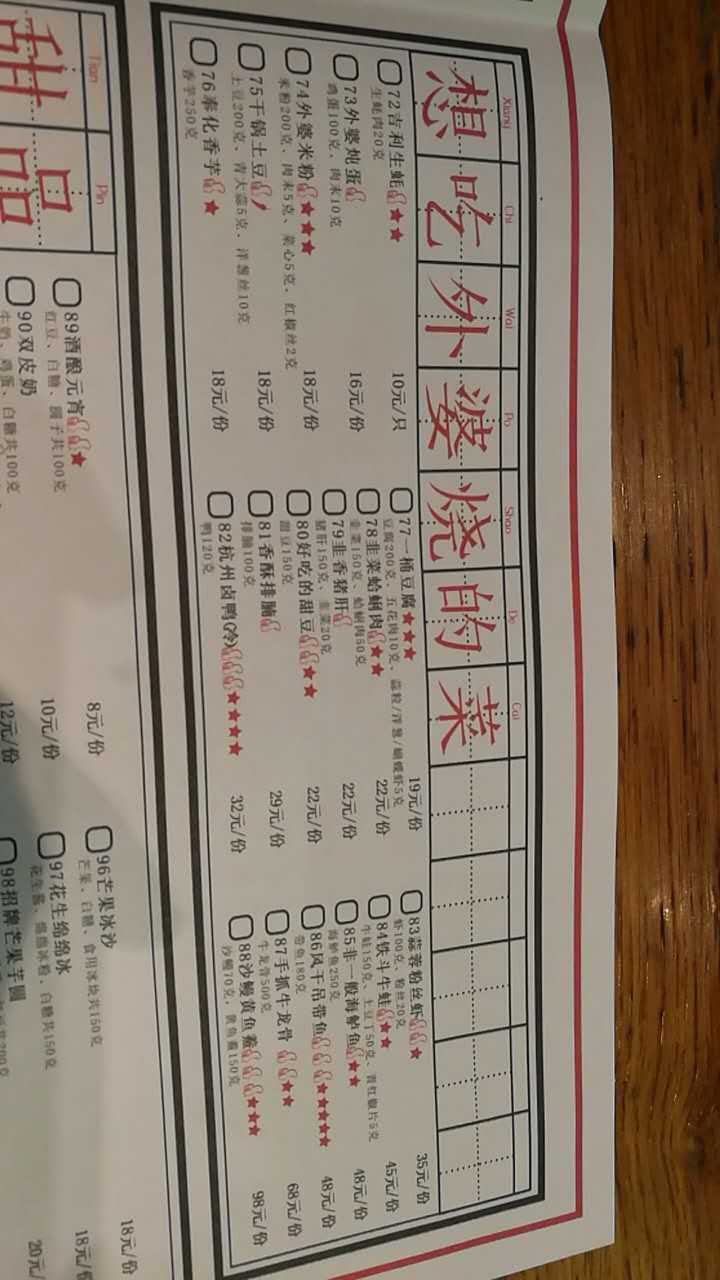 Xiang Chi Wai Po Shao De Cai
想吃外婆烧的菜
72吉利生蚝★★ 10元/只
生蚝肉20克
73外婆炖蛋 16元/份
鸡蛋100克、肉末10克
74外婆米粉★★★ 18元/份
米粉200克、肉末5克、菜心5克、红椒丝2克
75干锅土豆 18元/份
土豆200克、青大蒜5克、洋葱丝10克
76奉化香芋★ 18元/份
香芋250克
77一桶豆腐★★★ 19元/份
豆腐200克、五花肉10克、蒜粒/洋葱/蝴蝶虾5克
78韭菜蛤蜊肉★★ 22元/份
韭菜150克、蛤蜊肉50克
79韭香猪肝 22元/份
猪肝150克、韭菜20克
80好吃的甜豆★★ 22元/份
甜豆150克
81香酥排腩 29元/份
排腩100克
82杭州卤鸭(冷)★★★★ 32元/份
鸭120克
83蒜蓉粉丝虾★ 35元/份
虾100克、粉丝20克
84铁斗牛蛙★★ 45元/份
牛蛙150克、土豆丁50克、青红椒片5克
85非一般海鲈鱼★★ 48元/份
海鲈鱼250克
86风干吊带鱼★★★★★ 48元/份
带鱼180克
87手抓牛龙骨★★ 68元/份
牛龙骨500克
88沙鳗黄鱼鲞★★★ 98元/份
沙鳗70克、黄鱼鲞150克
Tian Pin
甜品
89酒酿元宵★ 8元/份
红豆、白糖、圆子共100克
90双皮奶 10元/份
牛奶、鸡蛋、白糖共100克
12元/份
96芒果冰沙 18元/份
芒果、白糖、食用冰块共150克
97花生绵绵冰 18元/份
花生酱、绵绵冰粉、白糖共150克
98招牌芒果芋圆 20元/